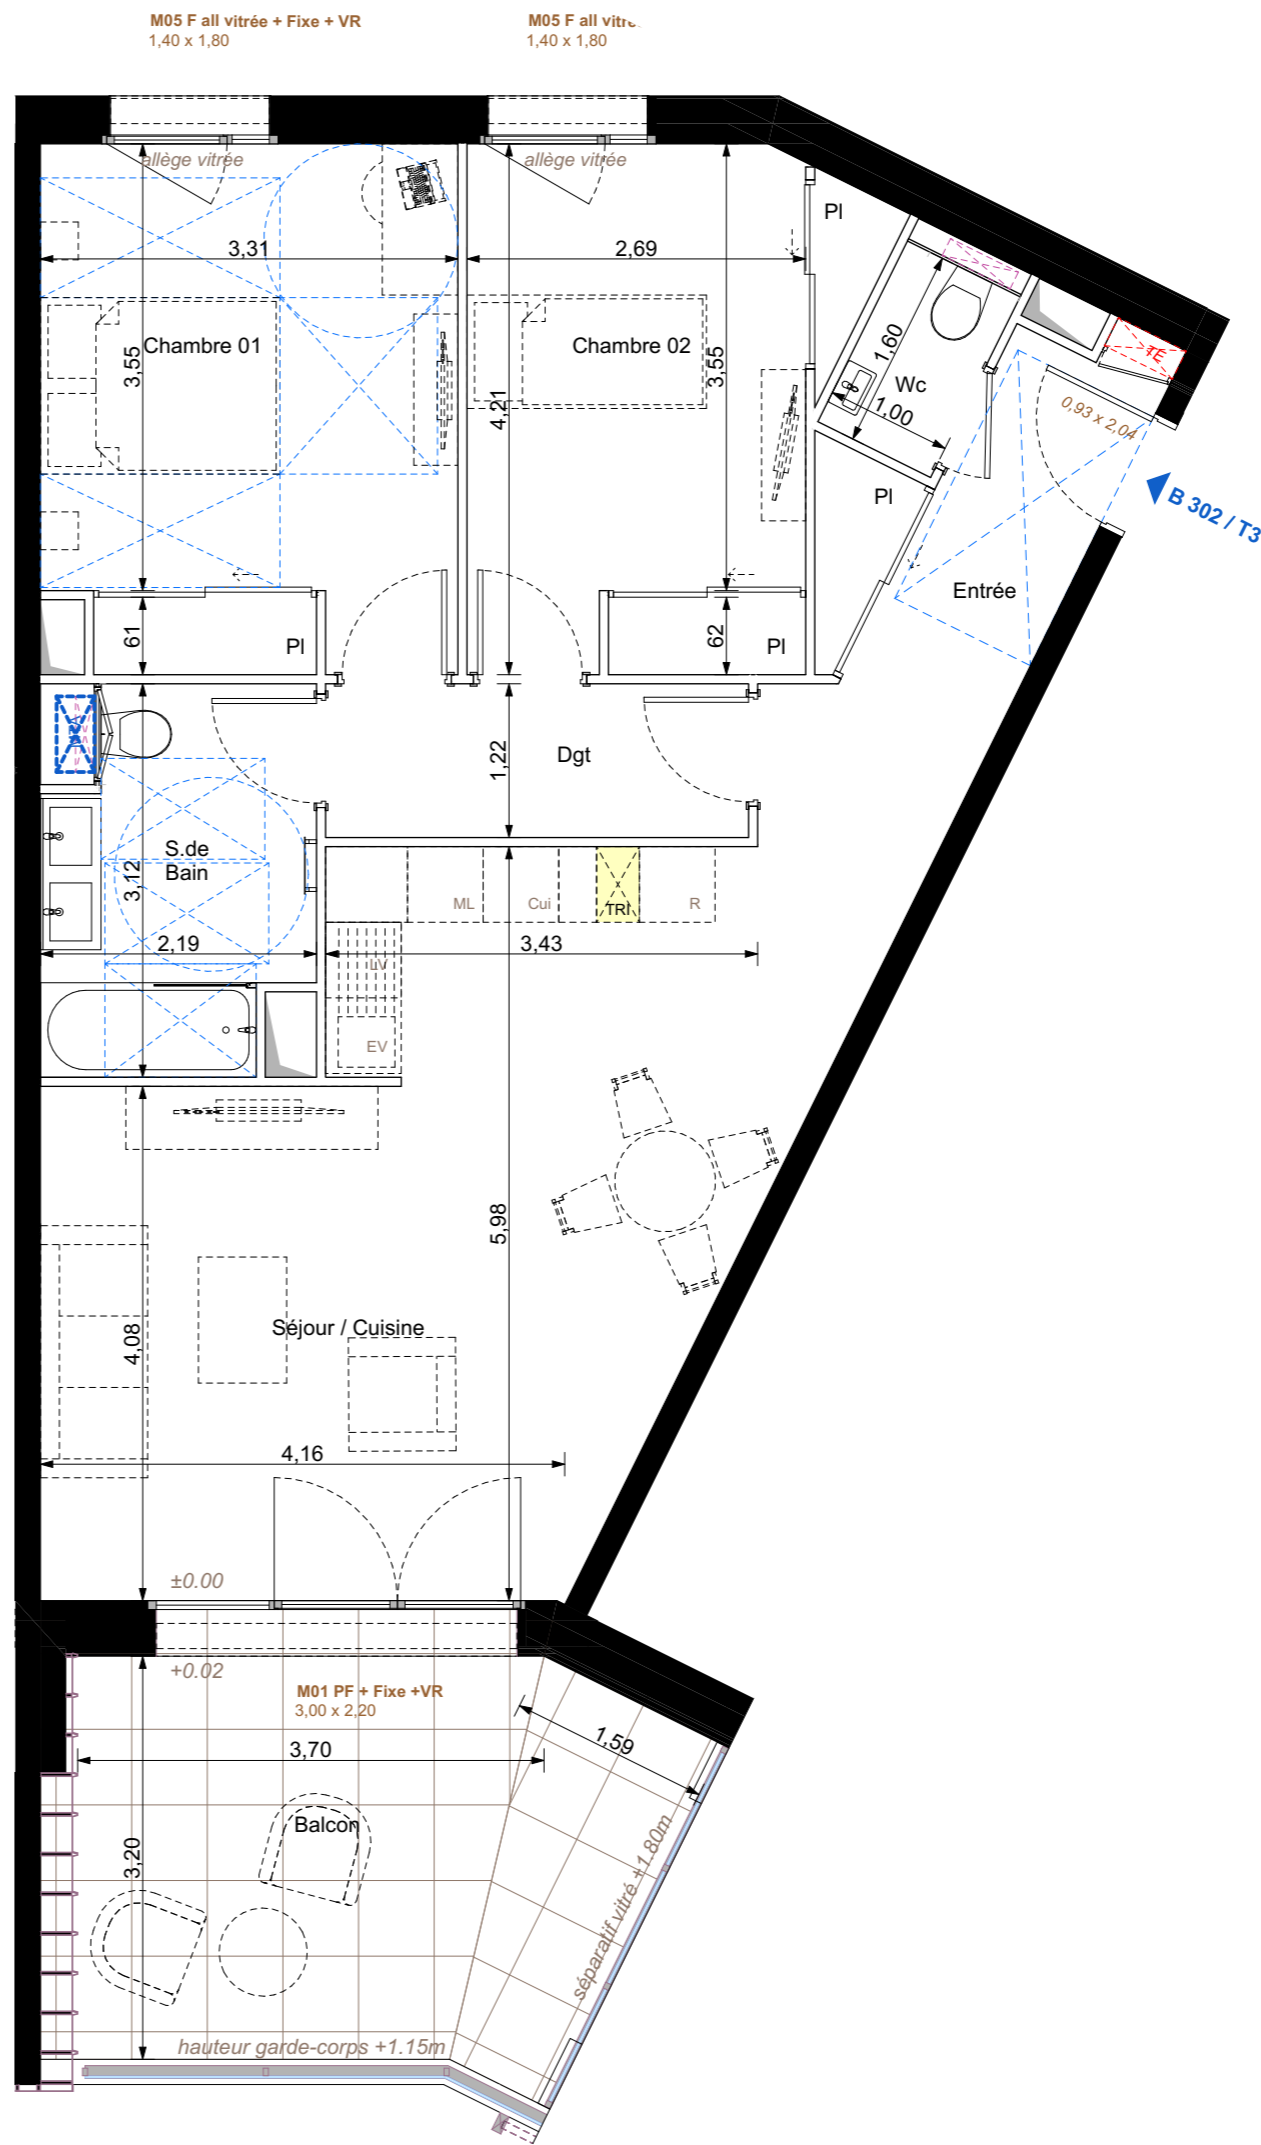 M05 F all vitrée + Fixe + VR
1,40 x 1,80
M05 F all vitre
1,40 x 1,80
allège vitrée
allège vitrée
Pl
3,31
2,69
Chambre 01
Chambre 02
3,55
4,21
3,55
1,60
Wc
1,00
TE
0,93 x 2,04
B 302 / T3
Pl
Entrée
61
Pl
62
Pl
1,22
Dgt
S.de
Bain
3,12
2,19
ML
Cui
TRI
R
3,43
LV
EV
5,98
4,08
Séjour / Cuisine
4,16
±0.00
+0.02
M01 PF + Fixe +VR
3,00 x 2,20
3,70
1,59
Balcon
3,20
séparatif vitré +1.80m
hauteur garde-corps +1.15m